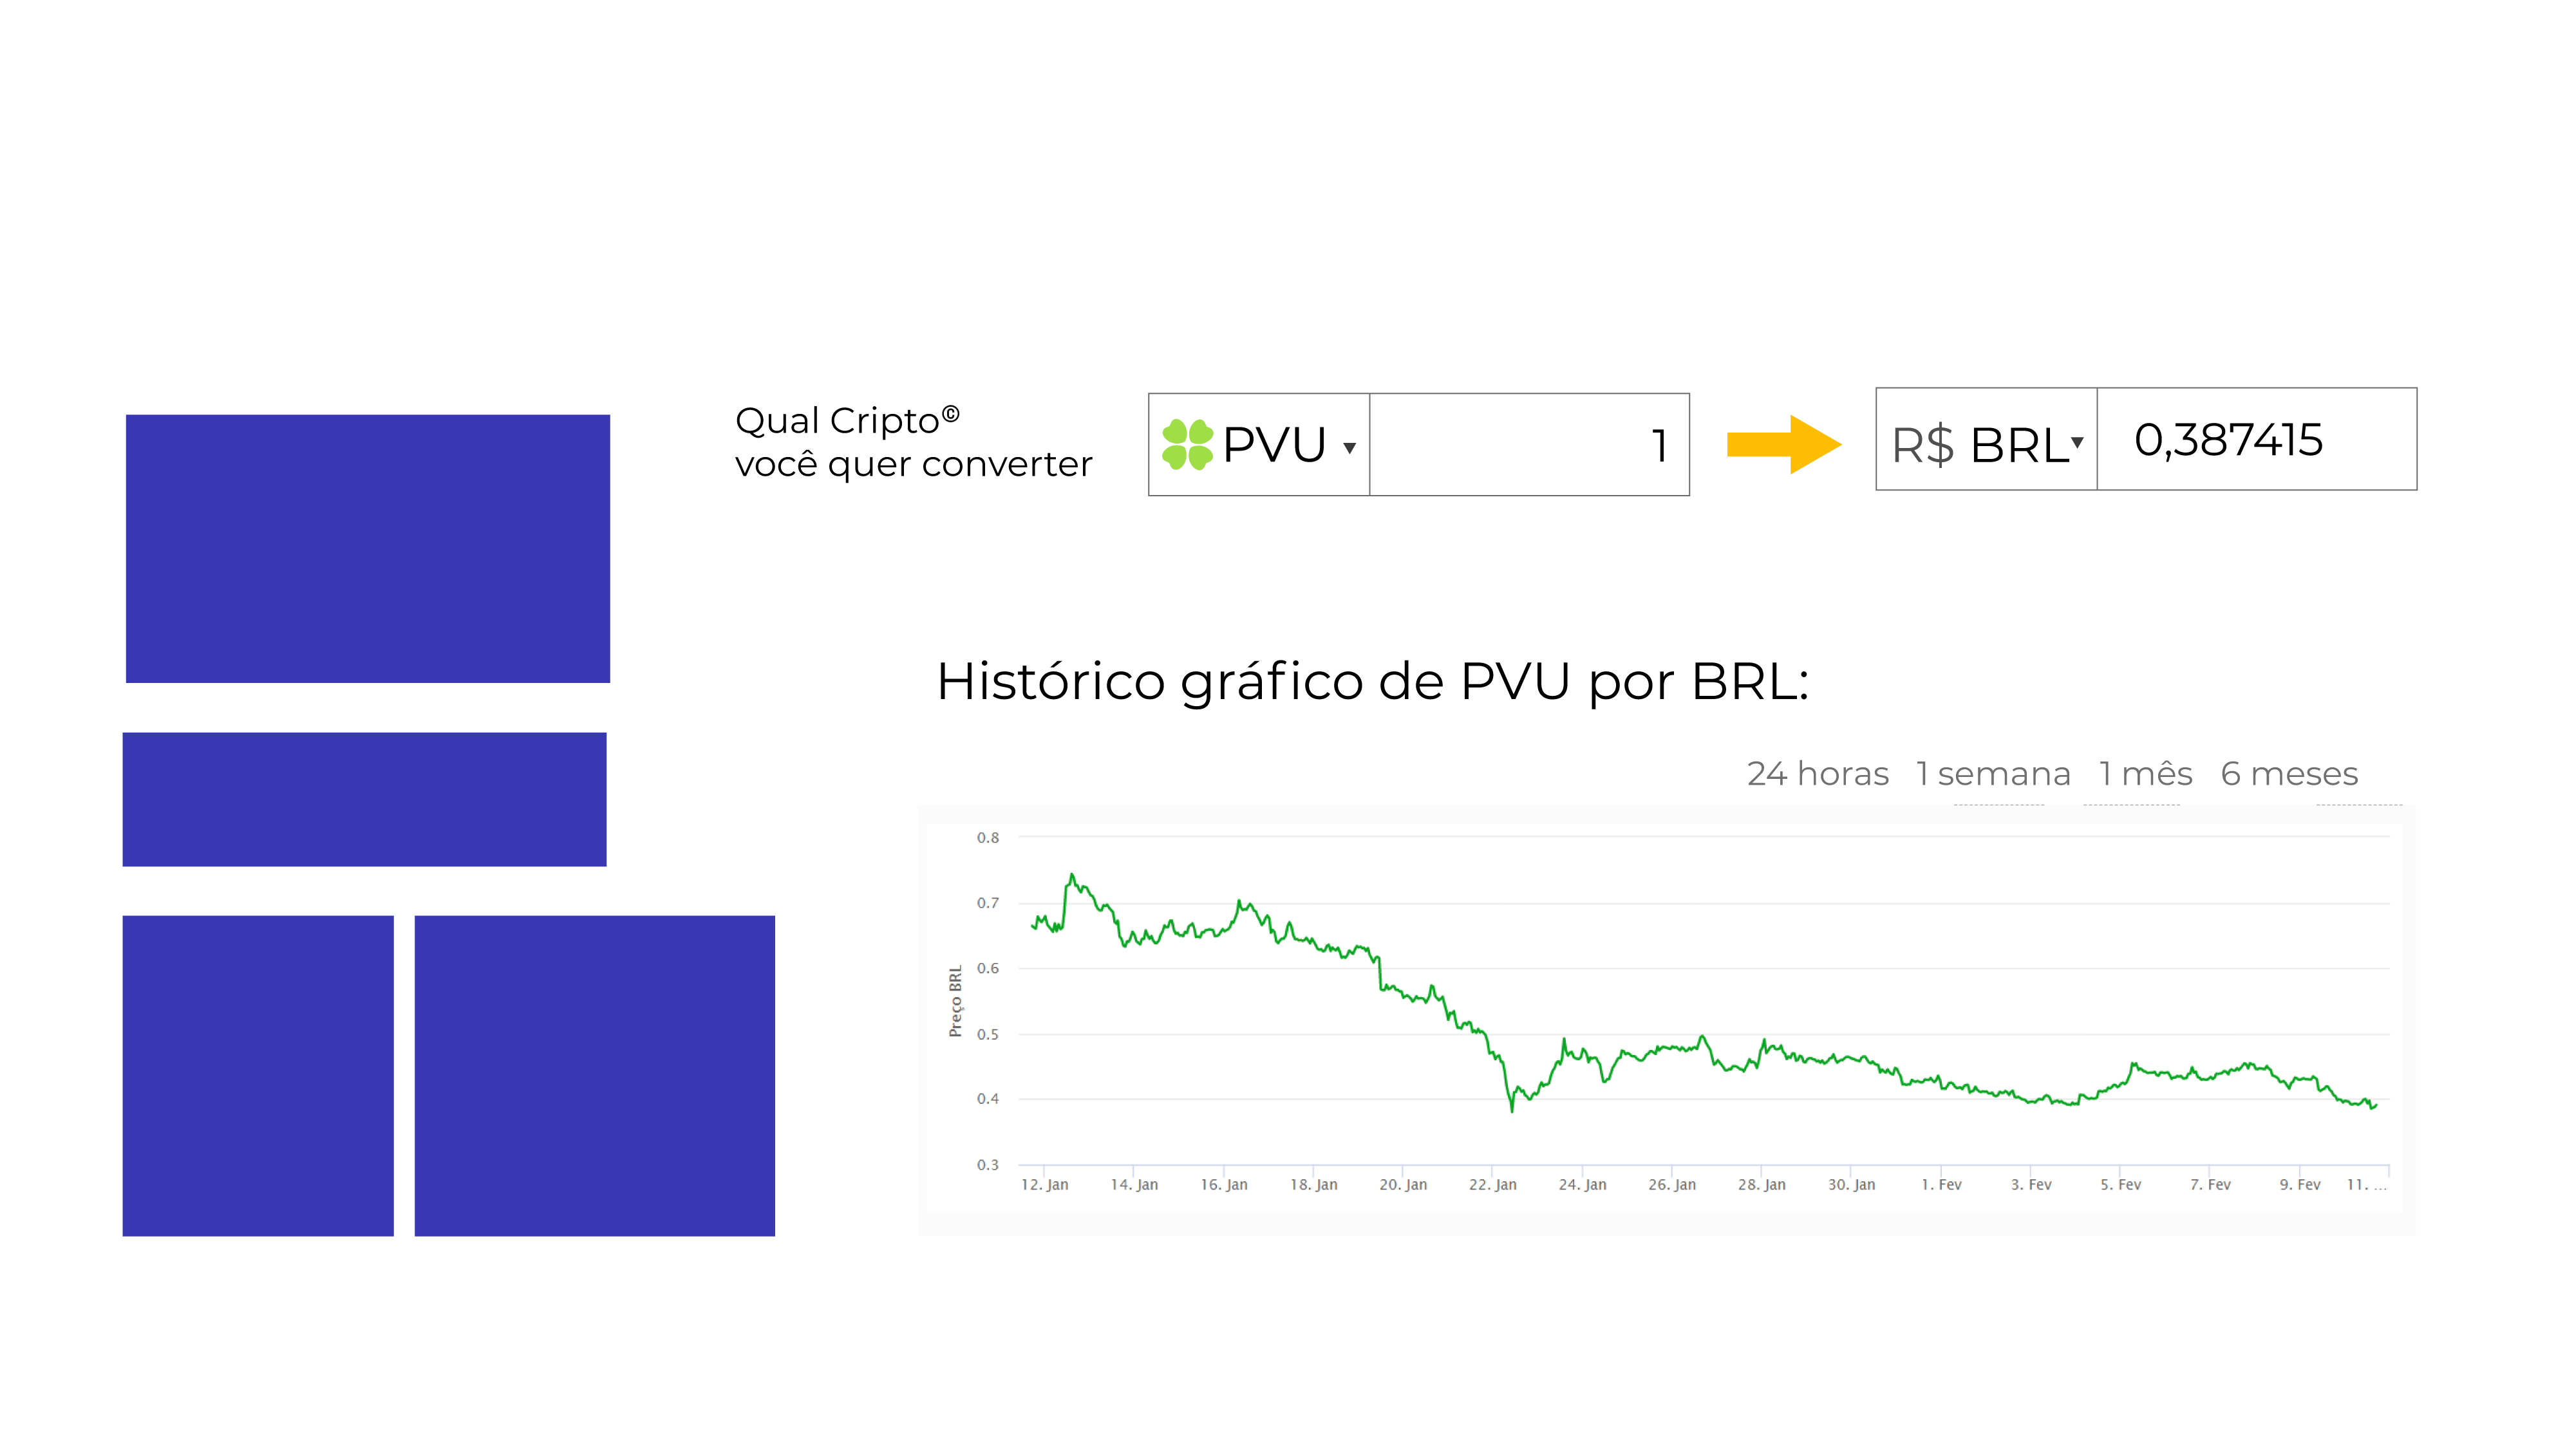 Qual Cripto©
você quer converter
PVU 1
R$ BRL 0,387415
Histórico gráfico de PVU por BRL:
24 horas 1 semana 1 mês 6 meses
Preço BRL
0.8
0.7
0.6
0.5
0.4
0.3
12. Jan 14. Jan 16. Jan 18. Jan 20. Jan 22. Jan 24. Jan 26. Jan 28. Jan 30. Jan 1. Fev 3. Fev 5. Fev 7. Fev 9. Fev 11. ...